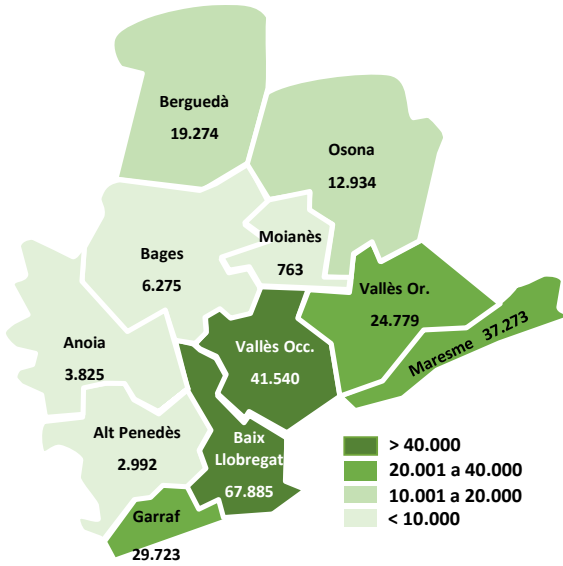 Berguedà
19.274
Osona
12.934
Moianès
763
Bages
6.275
Vallès Or.
24.779
Maresme 37.273
Anoia
3.825
Vallès Occ.
41.540
Alt Penedès
2.992
Baix
Llobregat
67.885
Garraf
29.723
> 40.000
20.001 a 40.000
10.001 a 20.000
< 10.000